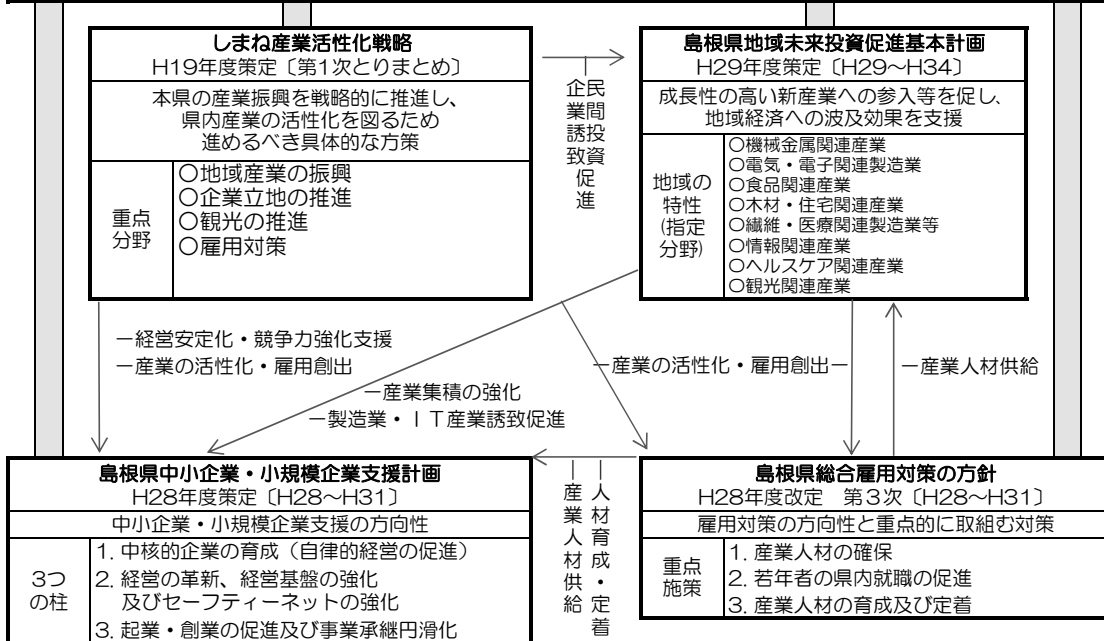 しまね産業活性化戦略
H19年度策定〔第1次とりまとめ〕
本県の産業振興を戦略的に推進し、
県内産業の活性化を図るため
進めるべき具体的な方策
重点
分野
○地域産業の振興
○企業立地の推進
○観光の推進
○雇用対策
民間投資促進
企業誘致
島根県地域未来投資促進基本計画
H29年度策定〔H29~H34〕
成長性の高い新産業への参入等を促し、
地域経済への波及効果を支援
地域の
特性
(指定
分野)
○機械金属関連産業
○電気・電子関連製造業
○食品関連産業
○木材・住宅関連産業
○繊維・医療関連製造業等
○情報関連産業
○ヘルスケア関連産業
○観光関連産業
-経営安定化・競争力強化支援
-産業の活性化・雇用創出
-産業集積の強化
-製造業・IT産業誘致促進
-産業の活性化・雇用創出-
-産業人材供給
島根県中小企業・小規模企業支援計画
H28年度策定〔H28~H31〕
中小企業・小規模企業支援の方向性
3つ
の柱
1. 中核的企業の育成(自律的経営の促進)
2. 経営の革新、経営基盤の強化
及びセーフティーネットの強化
3. 起業・創業の促進及び事業承継円滑化
-人材育成・定着
-産業人材供給
島根県総合雇用対策の方針
H28年度改定 第3次〔H28~H31〕
雇用対策の方向性と重点的に取組む対策
重点
施策
1. 産業人材の確保
2. 若年者の県内就職の促進
3. 産業人材の育成及び定着